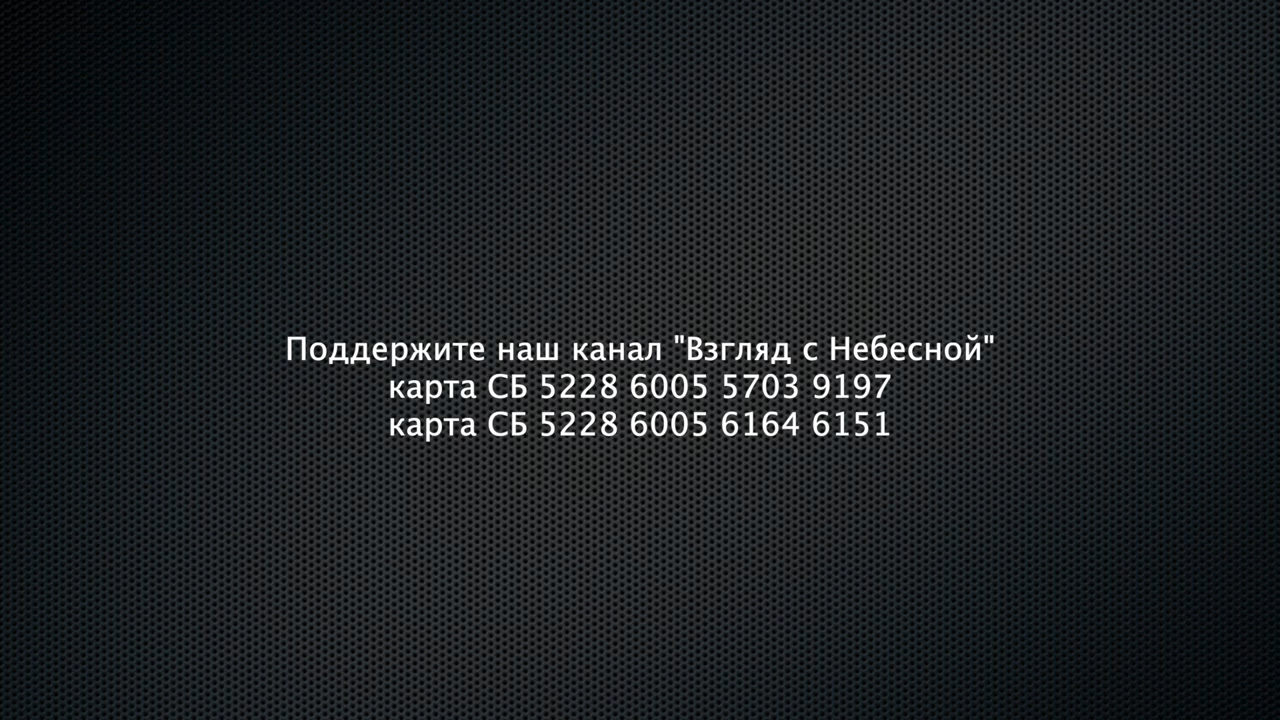 Поддержите наш канал "Взгляд с Небесной"
карта СБ 5228 6005 5703 9197
карта СБ 5228 6005 6164 6151